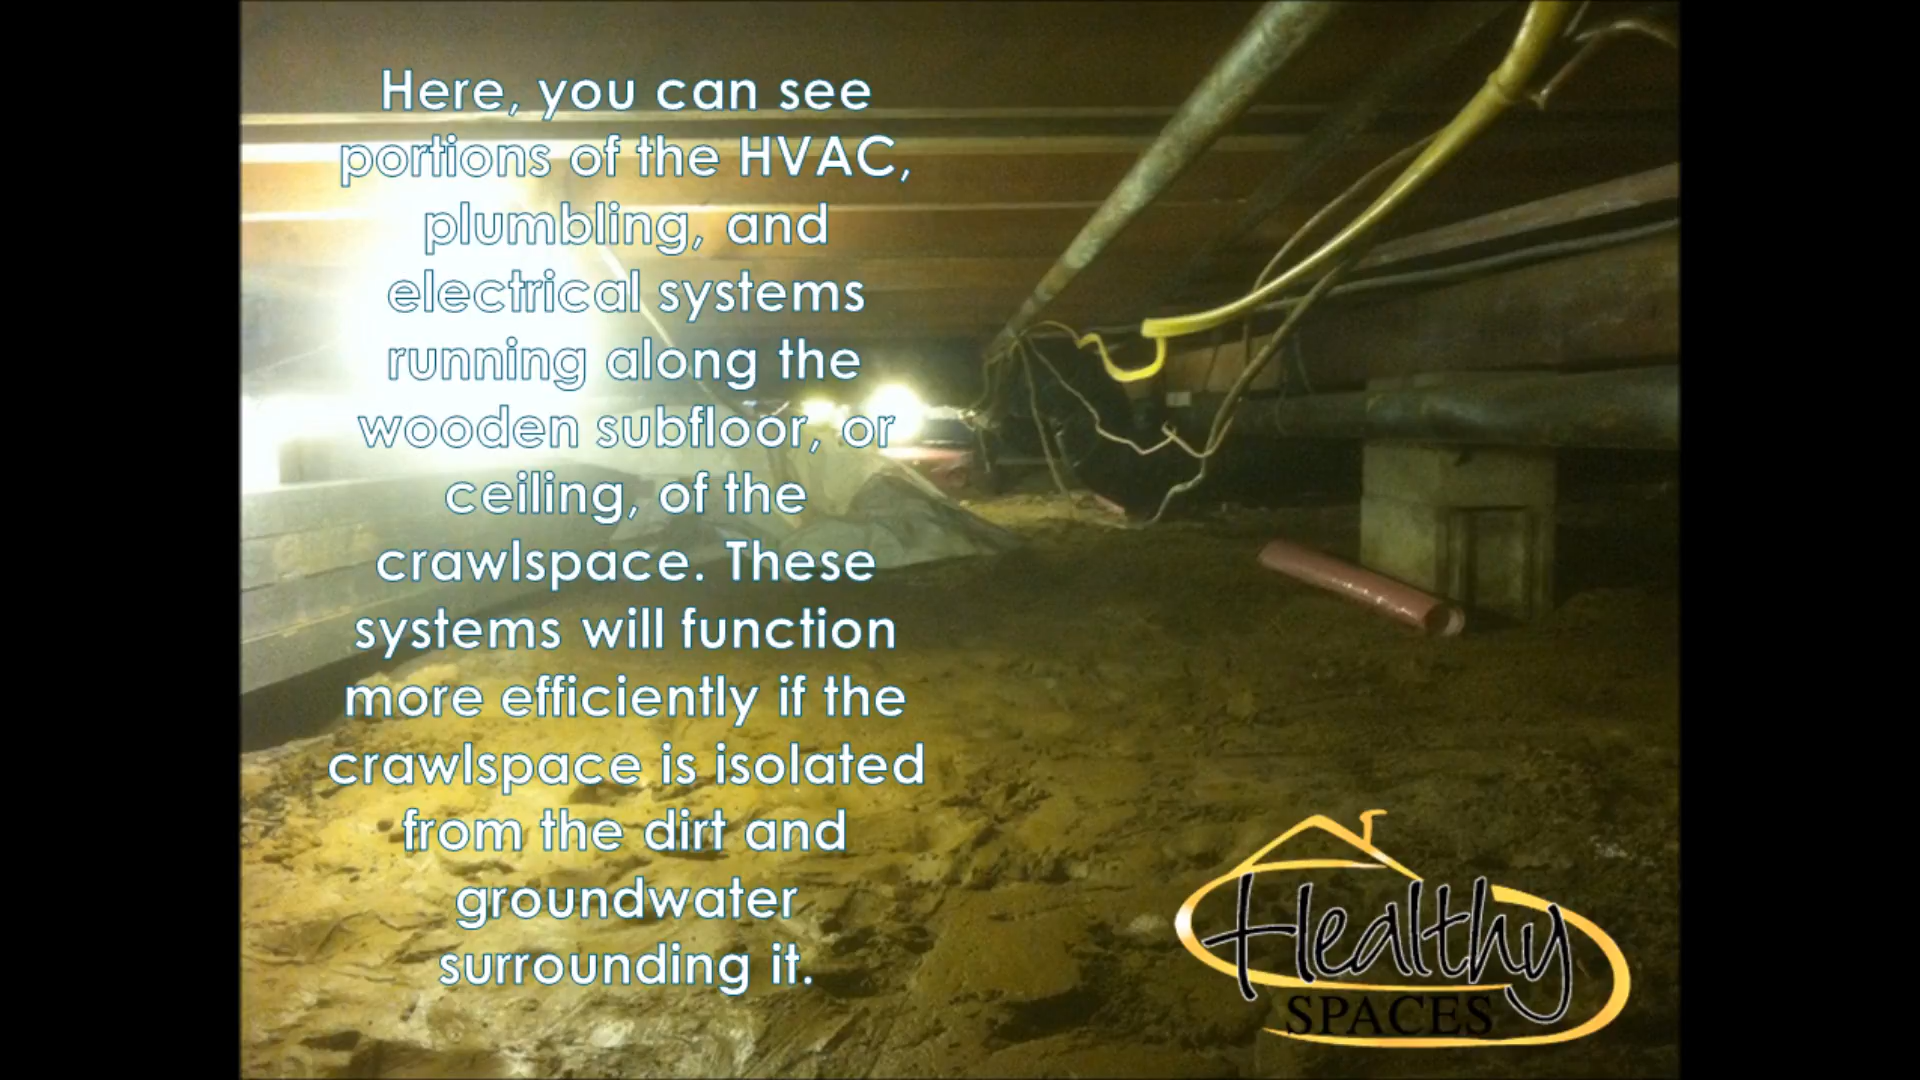 Here, you can see
portions of the HVAC,
plumbling, and
electrical systems
running along the
wooden subfloor, or
ceiling, of the
crawlspace. These
systems will function
more efficiently if the
crawlspace is isolated
from the dirt and
groundwater
surrounding it.
Healthy
SPACES